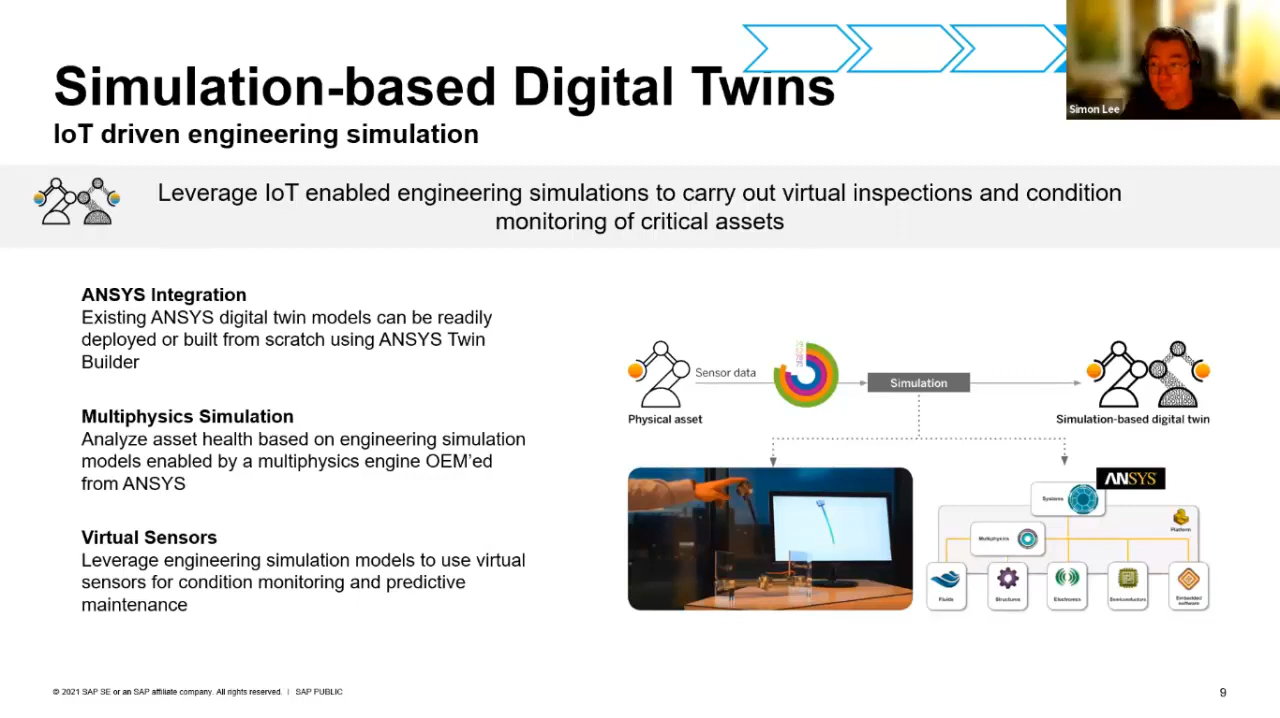 Simulation-based Digital Twins
Simon Lee
IoT driven engineering simulation
Leverage IoT enabled engineering simulations to carry out virtual inspections and condition
monitoring of critical assets
ANSYS Integration
Existing ANSYS digital twin models can be readily
deployed or built from scratch using ANSYS Twin
Builder
Multiphysics Simulation
Analyze asset health based on engineering simulation
models enabled by a multiphysics engine OEM’ed
from ANSYS
Virtual Sensors
Leverage engineering simulation models to use virtual
sensors for condition monitoring and predictive
maintenance
Sensor data
Simulation
Physical asset
Simulation-based digital twin
ANSYS
Systems
Platform
Multiphysics
Fluids
Structures
Electronics
Semiconductors
Embedded
software
© 2021 SAP SE or an SAP affiliate company. All rights reserved. | SAP PUBLIC
9